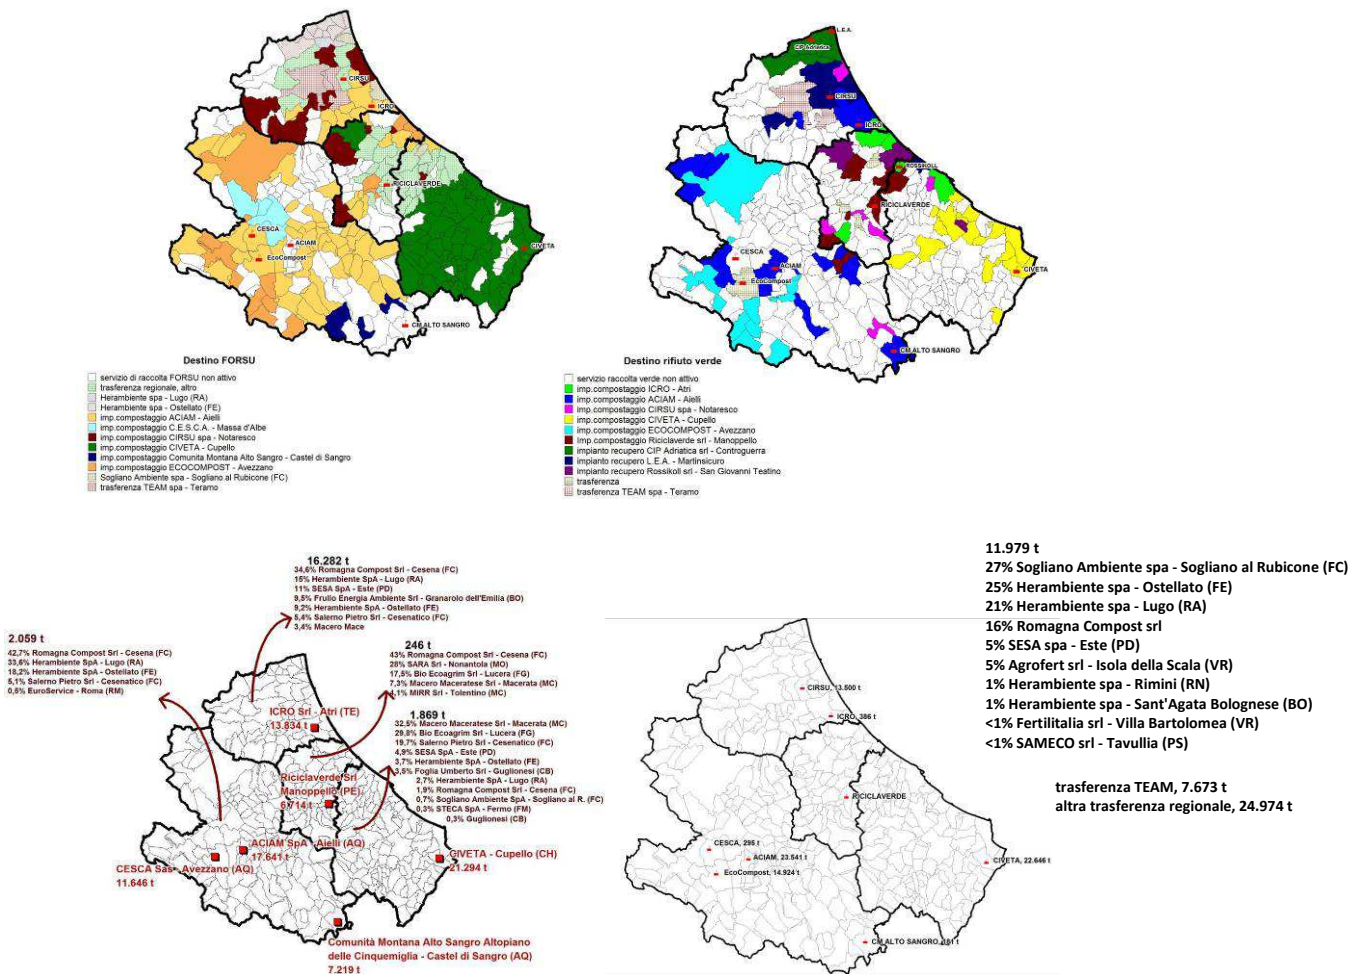 CIRSU
ICRO
RICICLAVERDE
CESCA
ACIAM
EcoCompost
CIVETA
CM ALTO SANGRO
Destino FORSU
servizio di raccolta FORSU non attivo
trasferenza regionale, altro
Herambiente spa - Lugo (RA)
Herambiente spa - Ostellato (FE)
imp.compostaggio ACIAM - Aielli
imp.compostaggio C.E.S.C.A. - Massa d'Albe
imp.compostaggio CIRSU spa - Notaresco
imp.compostaggio CIVETA - Cupello
imp.compostaggio Comunita Montana Alto Sangro - Castel di Sangro
imp.compostaggio ECOCOMPOST - Avezzano
Sogliano Ambiente spa - Sogliano al Rubicone (FC)
trasferenza TEAM spa - Teramo
L.E.A.
CIP Adriatica
CIRSU
ICRO
ROSSIKOLL
RICICLAVERDE
CESCA
ACIAM
EcoCompost
CIVETA
CM ALTO SANGRO
Destino rifiuto verde
servizio raccolta verde non attivo
imp.compostaggio ICRO - Atri
imp.compostaggio ACIAM - Aielli
imp.compostaggio CIRSU spa - Notaresco
imp.compostaggio CIVETA - Cupello
imp.compostaggio ECOCOMPOST - Avezzano
Imp.compostaggio Riciclaverde srl - Manoppello
impianto recupero CIP Adriatica srl - Controguerra
impianto recupero L.E.A. - Martinsicuro
impianto recupero Rossikoll srl - San Giovanni Teatino
trasferenza
trasferenza TEAM spa - Teramo
16.282 t
34,6% Romagna Compost Srl - Cesena (FC)
15% Herambiente SpA - Lugo (RA)
11% SESA SpA - Este (PD)
9,5% Frullo Energia Ambiente Srl - Granarolo dell'Emilia (BO)
9,2% Herambiente SpA - Ostellato (FE)
5,4% Salerno Pietro Srl - Cesenatico (FC)
3,4% Macero Mace
2.059 t
42,7% Romagna Compost Srl - Cesena (FC)
33,6% Herambiente SpA - Lugo (RA)
18,2% Herambiente SpA - Ostellato (FE)
5,1% Salerno Pietro Srl - Cesenatico (FC)
0,5% EuroService - Roma (RM)
246 t
43% Romagna Compost Srl - Cesena (FC)
28% SARA Srl - Nonantola (MO)
17,5% Bio Ecoagrim Srl - Lucera (FG)
7,3% Macero Maceratese Srl - Macerata (MC)
4,1% MIRR Srl - Tolentino (MC)
1.869 t
32,5% Macero Maceratese Srl - Macerata (MC)
29,8% Bio Ecoagrim Srl - Lucera (FG)
19,7% Salerno Pietro Srl - Cesenatico (FC)
4,9% SESA SpA - Este (PD)
3,7% Herambiente SpA - Ostellato (FE)
3,5% Foglia Umberto Srl - Guglionesi (CB)
2,7% Herambiente SpA - Lugo (RA)
1,9% Romagna Compost Srl - Cesena (FC)
0,7% Sogliano Ambiente SpA - Sogliano al R. (FC)
0,3% STECA SpA - Fermo (FM)
0,3% Guglionesi (CB)
ICRO Srl - Atri (TE)
13.834 t
Riciclaverde Srl
Manoppello (PE)
6.714 t
ACIAM SpA - Aielli (AQ)
17.641 t
CESCA Sas - Avezzano (AQ)
11.646 t
CIVETA - Cupello (CH)
21.294 t
Comunità Montana Alto Sangro Altopiano
delle Cinquemiglia - Castel di Sangro (AQ)
7.219 t
CIRSU, 13.500 t
ICRO, 386 t
RICICLAVERDE
CESCA, 295 t
ACIAM, 23.541 t
EcoCompost, 14.924 t
CIVETA, 22.646 t
CM ALTO SANGRO, 181 t
11.979 t
27% Sogliano Ambiente spa - Sogliano al Rubicone (FC)
25% Herambiente spa - Ostellato (FE)
21% Herambiente spa - Lugo (RA)
16% Romagna Compost srl
5% SESA spa - Este (PD)
5% Agrofert srl - Isola della Scala (VR)
1% Herambiente spa - Rimini (RN)
1% Herambiente spa - Sant'Agata Bolognese (BO)
<1% Fertilitalia srl - Villa Bartolomea (VR)
<1% SAMECO srl - Tavullia (PS)
trasferenza TEAM, 7.673 t
altra trasferenza regionale, 24.974 t